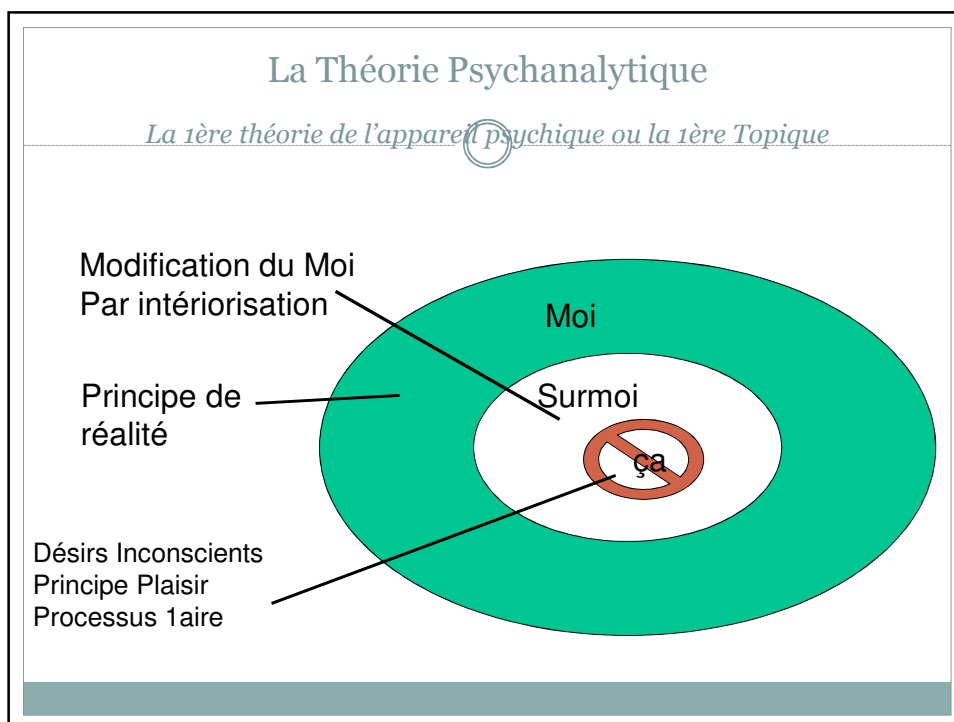 La Théorie Psychanalytique
La 1ère théorie de l’appareil psychique ou la 1ère Topique
Modification du Moi
Par intériorisation
Moi
Principe de
réalité
Surmoi
ça
Désirs Inconscients
Principe Plaisir
Processus 1aire